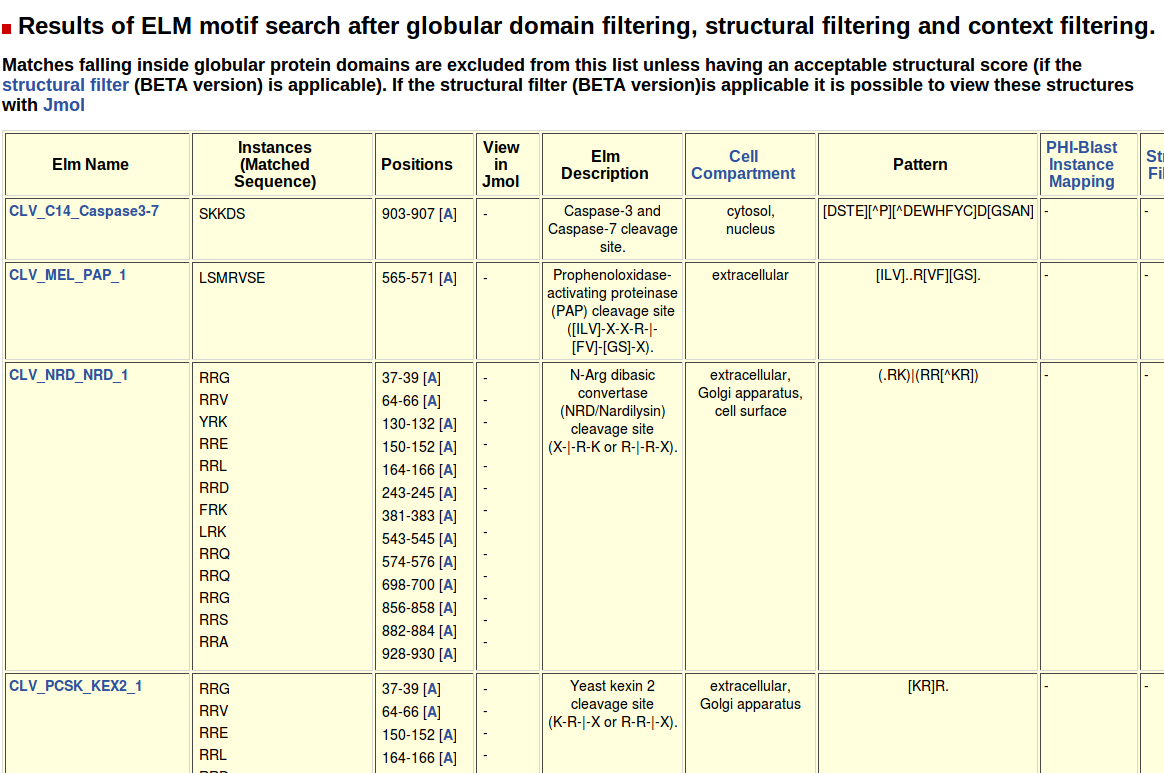 Results of ELM motif search after globular domain filtering, structural filtering and context filtering.
Matches falling inside globular protein domains are excluded from this list unless having an acceptable structural score (if the
structural filter (BETA version) is applicable). If the structural filter (BETA version)is applicable it is possible to view these structures
with Jmol
Elm Name
Instances
(Matched
Sequence)
Positions
View
in
Jmol
Elm
Description
Cell
Compartment
Pattern
PHI-Blast
Instance
Mapping
CLV_C14_Caspase3-7
SKKDS
903-907 [A]
-
Caspase-3 and
Caspase-7 cleavage
site.
cytosol,
nucleus
[DSTE][^P][^DEWHFYC]D[GSAN]
-
-
CLV_MEL_PAP_1
LSMRVSE
565-571 [A]
-
Prophenoloxidase-
activating proteinase
(PAP) cleavage site
([ILV]-X-X-R-|-
[FV]-[GS]-X).
extracellular
[ILV]..R[VF][GS].
-
-
CLV_NRD_NRD_1
RRG
RRV
YRK
RRE
RRL
RRD
FRK
LRK
RRQ
RRQ
RRG
RRS
RRA
37-39 [A]
64-66 [A]
130-132 [A]
150-152 [A]
164-166 [A]
243-245 [A]
381-383 [A]
543-545 [A]
574-576 [A]
698-700 [A]
856-858 [A]
882-884 [A]
928-930 [A]
-
-
-
-
-
-
-
-
-
-
-
-
-
N-Arg dibasic
convertase
(NRD/Nardilysin)
cleavage site
(X-|-R-K or R-|-R-X).
extracellular,
Golgi apparatus,
cell surface
(.RK)|(RR[^KR])
-
-
CLV_PCSK_KEX2_1
RRG
RRV
RRE
RRL
37-39 [A]
64-66 [A]
150-152 [A]
164-166 [A]
-
-
-
-
Yeast kexin 2
cleavage site
(K-R-|-X or R-R-|-X).
extracellular,
Golgi apparatus
[KR]R.
-
-